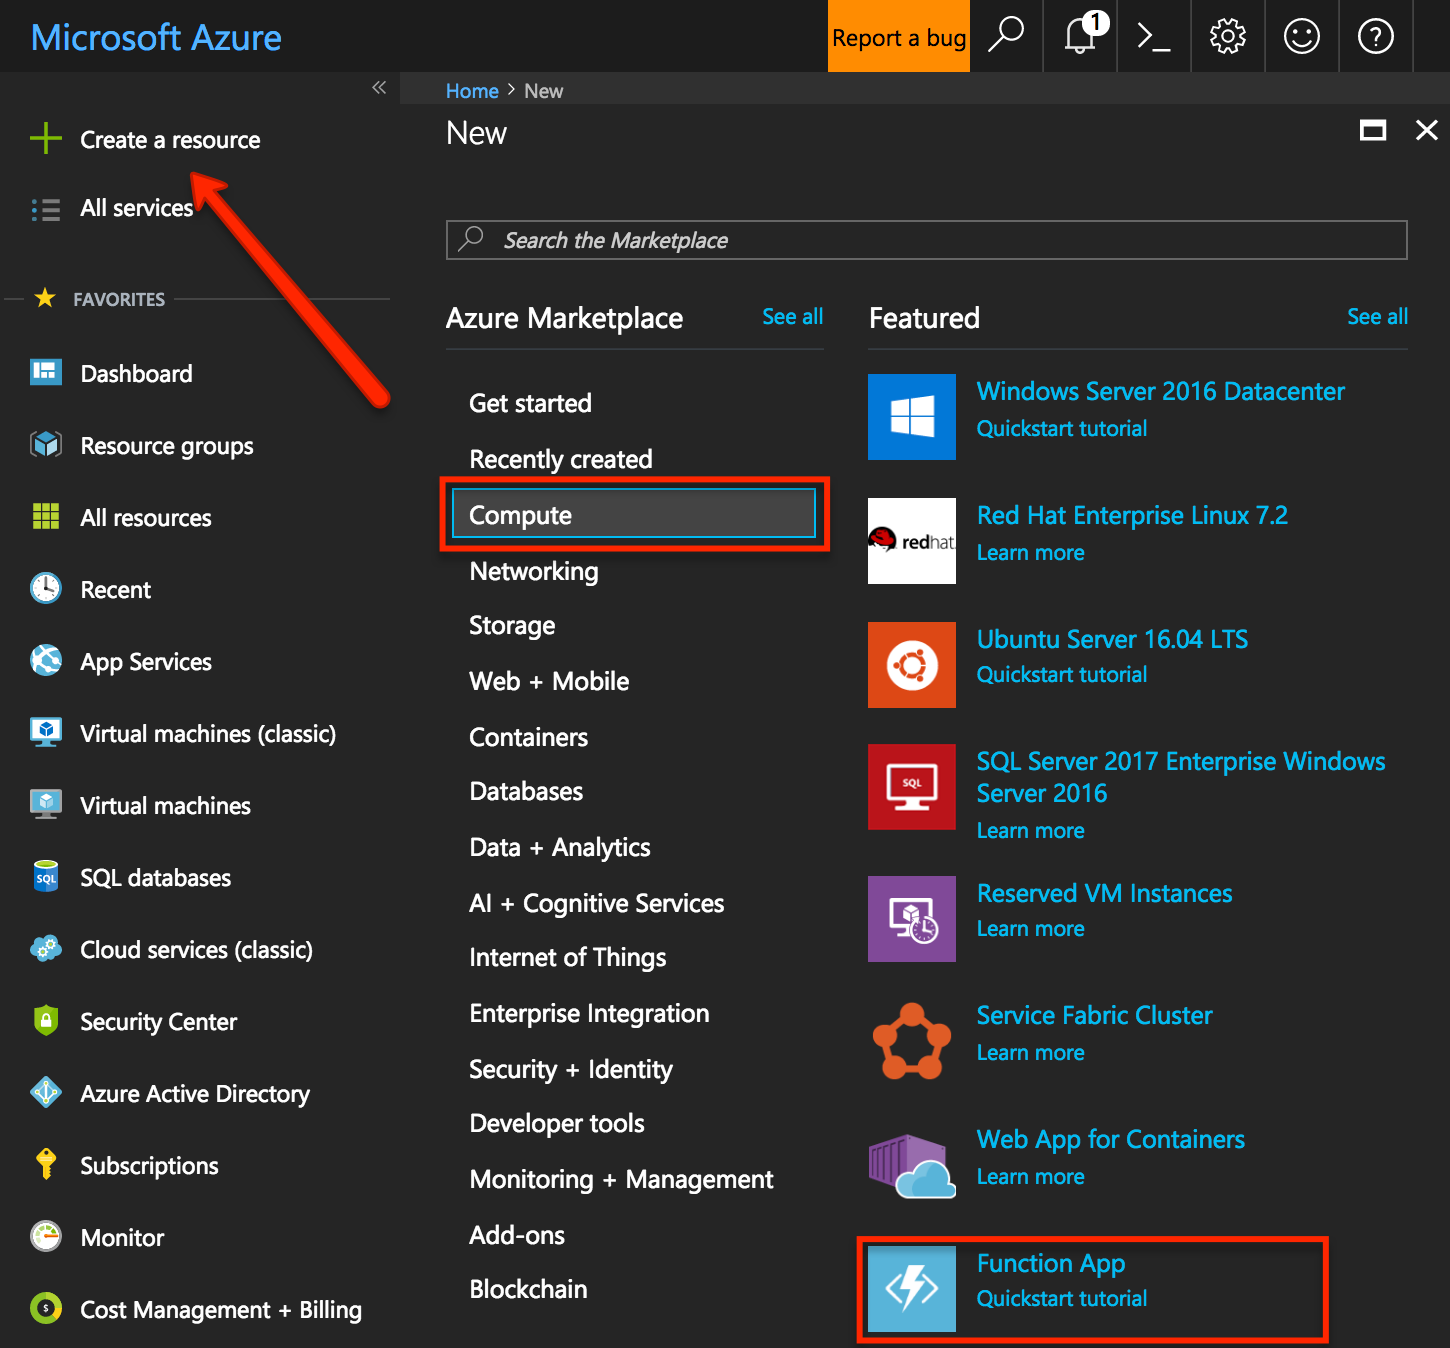 Microsoft Azure
Report a bug
1
Home > New
New
Create a resource
All services
FAVORITES
Dashboard
Resource groups
All resources
Recent
App Services
Virtual machines (classic)
Virtual machines
SQL
SQL databases
Cloud services (classic)
Security Center
Azure Active Directory
Subscriptions
Monitor
$
Cost Management + Billing
Search the Marketplace
Azure Marketplace
See all
Get started
Recently created
Compute
Networking
Storage
Web + Mobile
Containers
Databases
Data + Analytics
AI + Cognitive Services
Internet of Things
Enterprise Integration
Security + Identity
Developer tools
Monitoring + Management
Add-ons
Blockchain
Featured
See all
Windows Server 2016 Datacenter
Quickstart tutorial
redhat.
Red Hat Enterprise Linux 7.2
Learn more
Ubuntu Server 16.04 LTS
Quickstart tutorial
SQL
SQL Server 2017 Enterprise Windows
Server 2016
Learn more
Reserved VM Instances
Learn more
Service Fabric Cluster
Learn more
Web App for Containers
Learn more
Function App
Quickstart tutorial